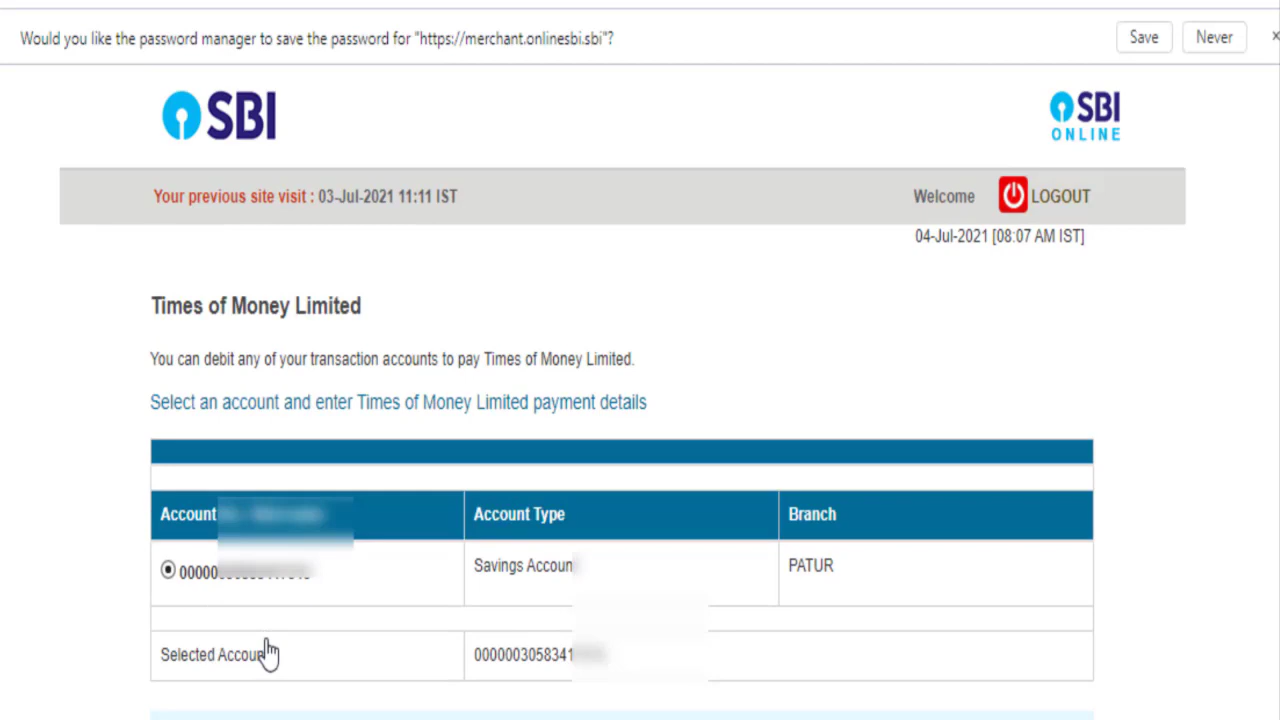 Would you like the password manager to save the password for "https://merchant.onlinesbi.sbi"? Save Never ×
SBI
SBI
ONLINE
Your previous site visit : 03-Jul-2021 11:11 IST Welcome LOGOUT
04-Jul-2021 [08:07 AM IST]
Times of Money Limited
You can debit any of your transaction accounts to pay Times of Money Limited.
Select an account and enter Times of Money Limited payment details
Account Account Type Branch
Savings Accoun PATUR
Selected Accoun